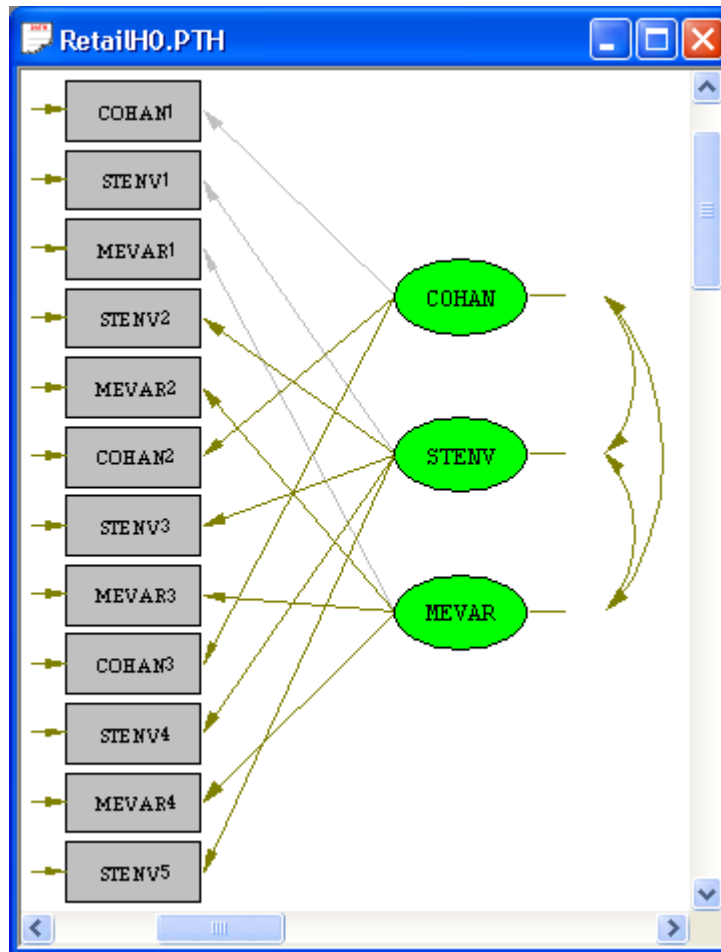 RetailH0.PTH
COHAN1
STENV1
MEVAR1
STENV2
MEVAR2
COHAN2
STENV3
MEVAR3
COHAN3
STENV4
MEVAR4
STENV5
COHAN
STENV
MEVAR